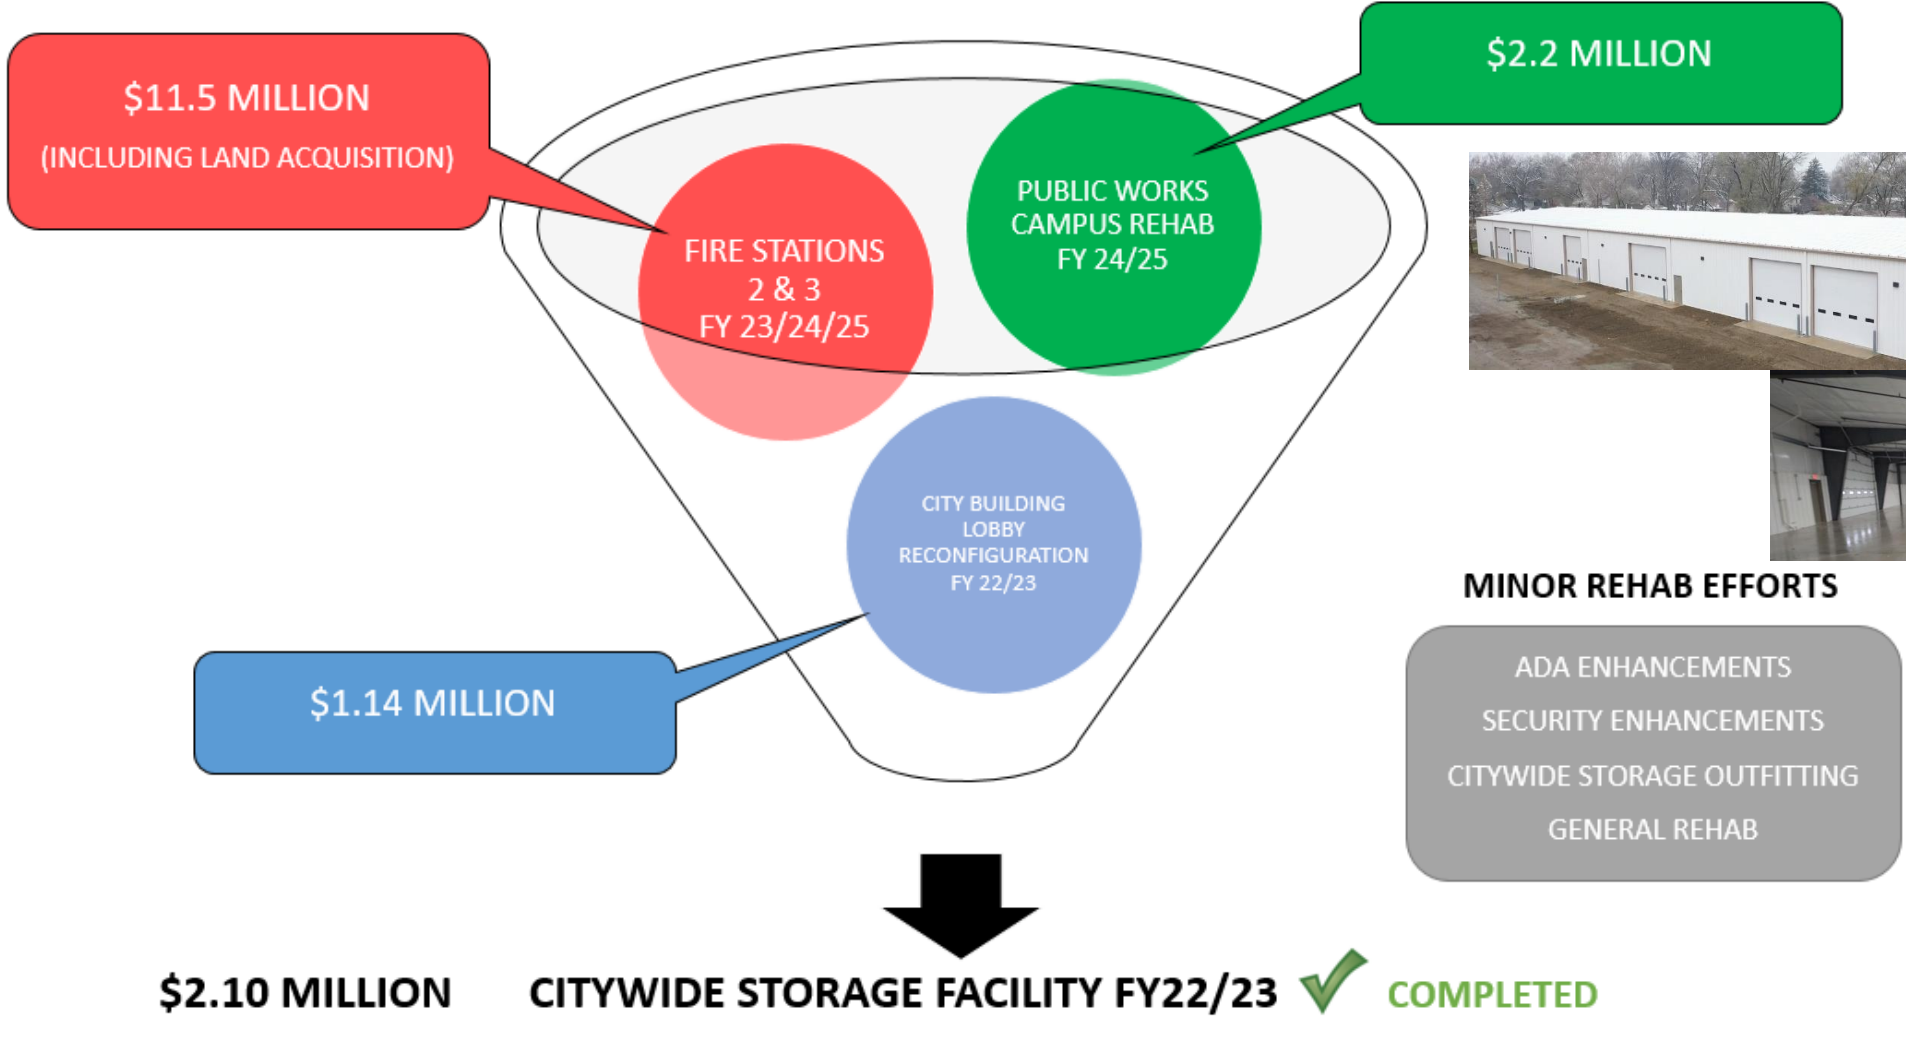 $11.5 MILLION
(INCLUDING LAND ACQUISITION)
$2.2 MILLION
FIRE STATIONS
2 & 3
FY 23/24/25
PUBLIC WORKS
CAMPUS REHAB
FY 24/25
CITY BUILDING
LOBBY
RECONFIGURATION
FY 22/23
$1.14 MILLION
MINOR REHAB EFFORTS
ADA ENHANCEMENTS
SECURITY ENHANCEMENTS
CITYWIDE STORAGE OUTFITTING
GENERAL REHAB
$2.10 MILLION CITYWIDE STORAGE FACILITY FY22/23 COMPLETED